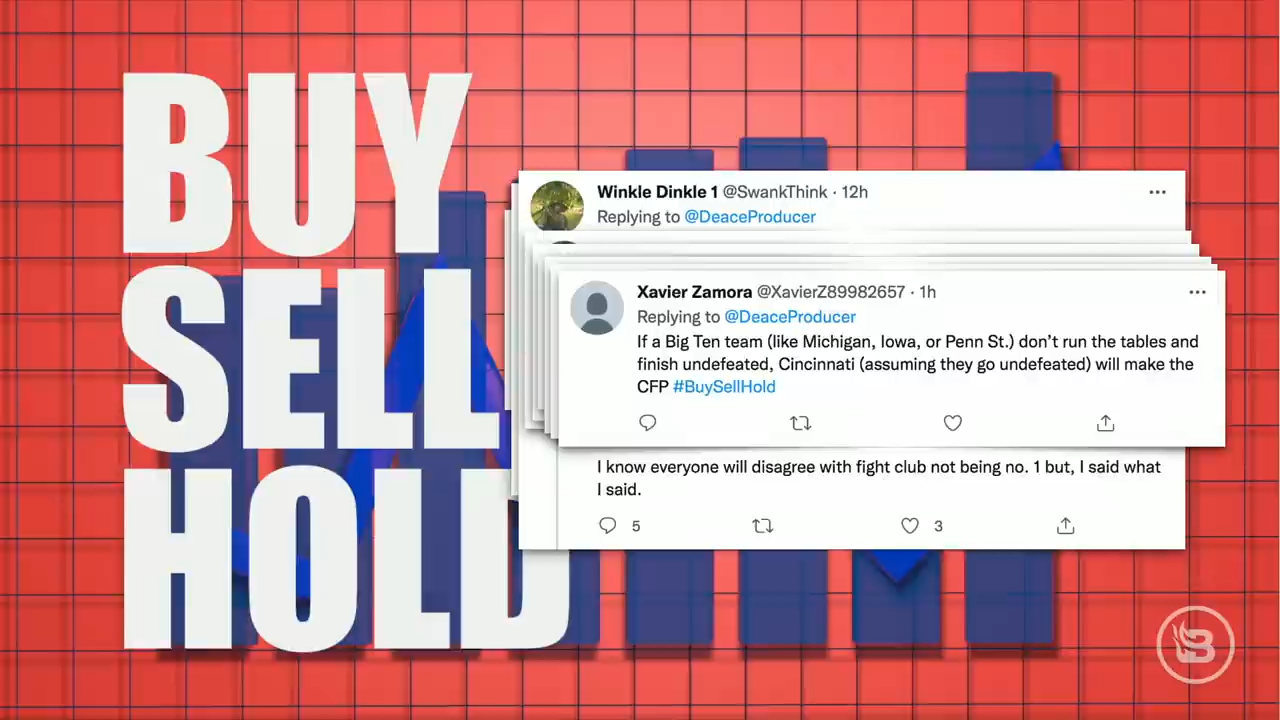 BUY
SELL
HOLD
Winkle Dinkle 1 @SwankThink · 12h
Replying to @DeaceProducer
Xavier Zamora @XavierZ89982657 · 1h
Replying to @DeaceProducer
If a Big Ten team (like Michigan, Iowa, or Penn St.) don’t run the tables and
finish undefeated, Cincinnati (assuming they go undefeated) will make the
CFP #BuySellHold
I know everyone will disagree with fight club not being no. 1 but, I said what
I said.
5
3
B